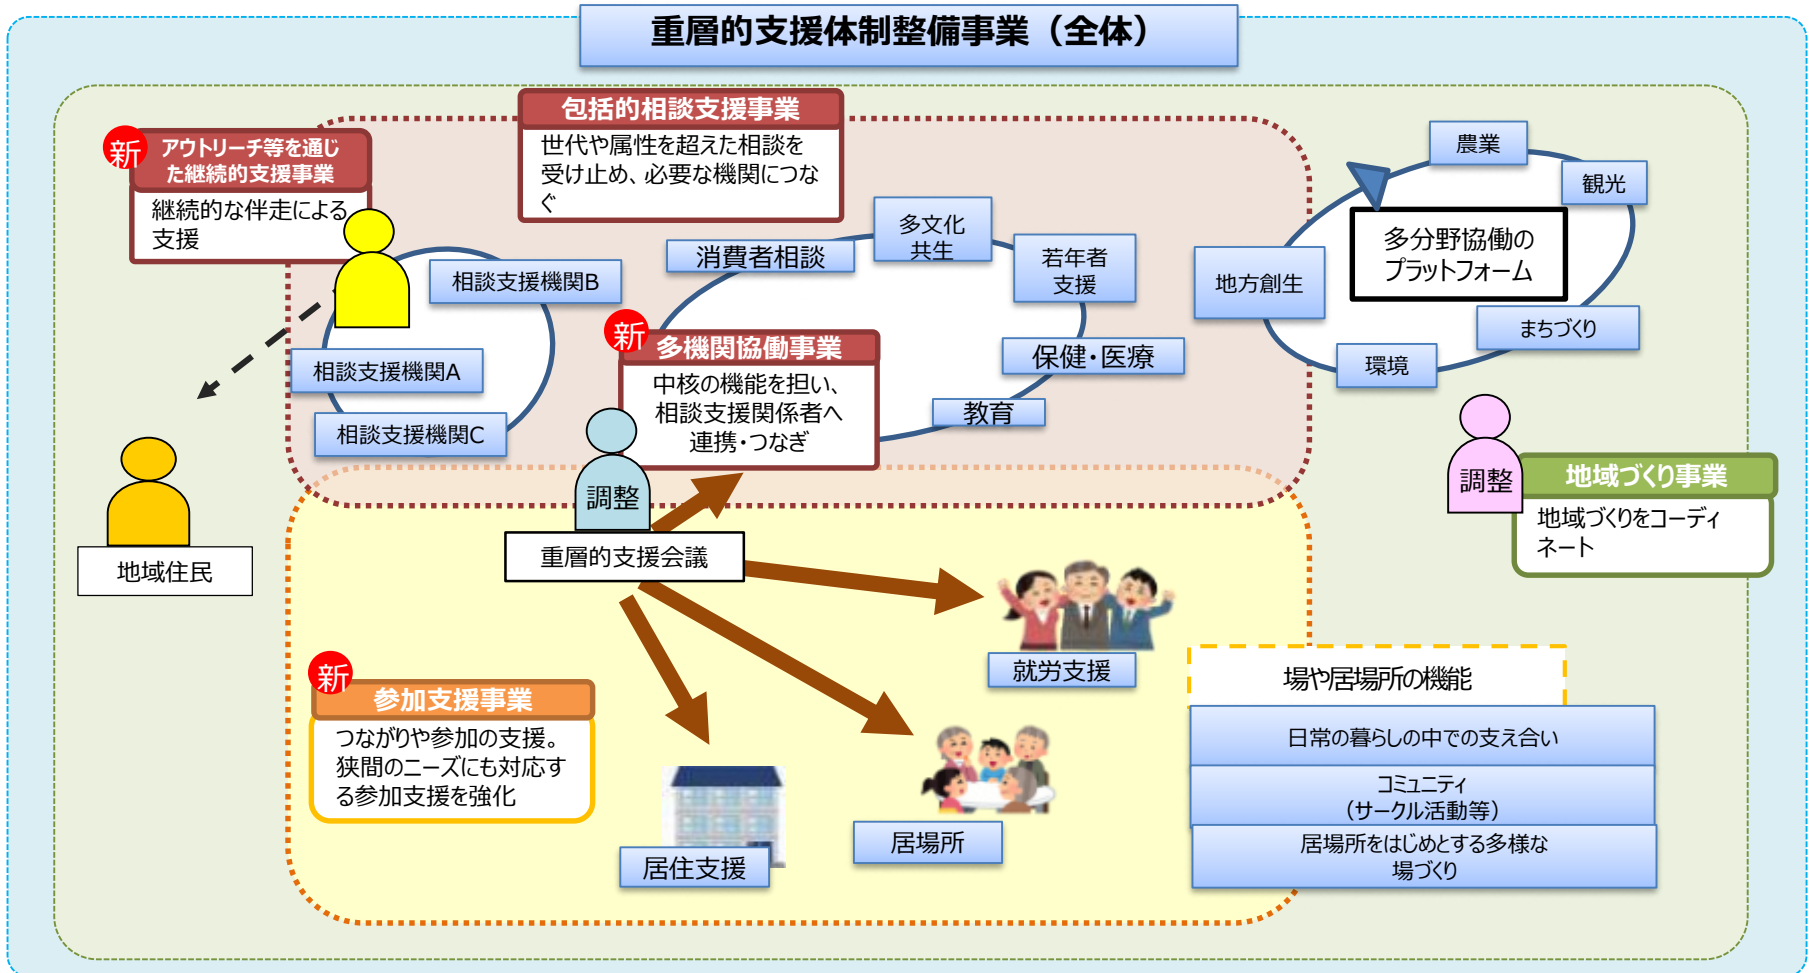 重層的支援体制整備事業（全体）
包括的相談支援事業
世代や属性を超えた相談を
受け止め、必要な機関につな
ぐ
新
アウトリーチ等を通じ
た継続的支援事業
継続的な伴走による
支援
相談支援機関B
相談支援機関A
相談支援機関C
消費者相談
多文化
共生
若年者
支援
保健・医療
教育
新
多機関協働事業
中核の機能を担い、
相談支援関係者へ
連携・つなぎ
農業
観光
多分野協働の
プラットフォーム
地方創生
まちづくり
環境
調整
地域づくり事業
地域づくりをコーディ
ネート
地域住民
調整
重層的支援会議
新
参加支援事業
つながりや参加の支援。
狭間のニーズにも対応す
る参加支援を強化
就労支援
居場所
居住支援
場や居場所の機能
日常の暮らしの中での支え合い
コミュニティ
（サークル活動等）
居場所をはじめとする多様な
場づくり